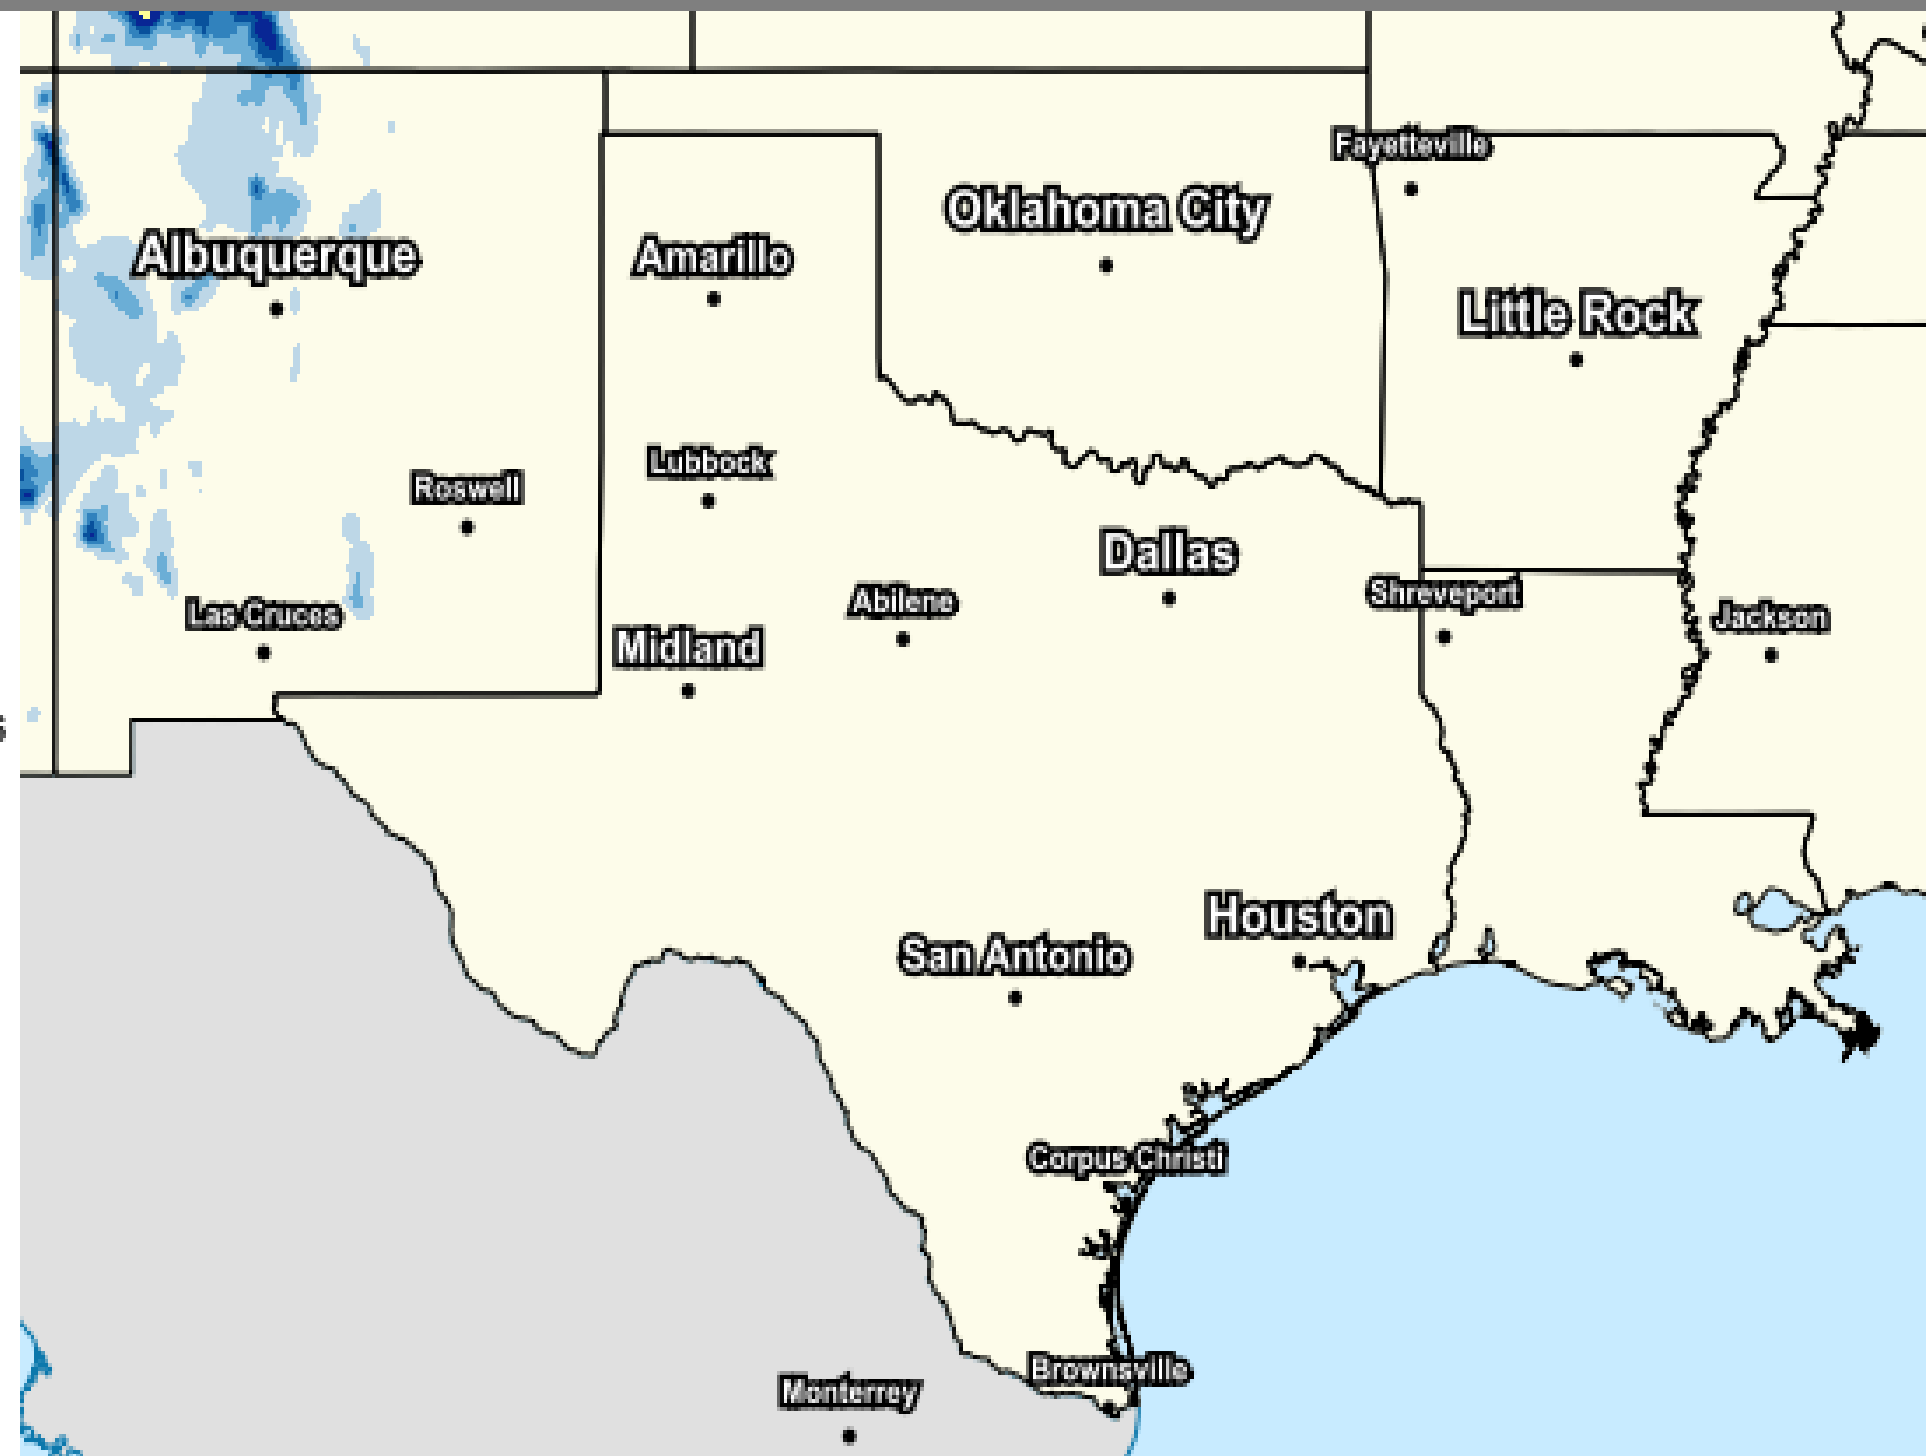 Fayetteville
Oklahoma City
Albuquerque
Amarillo
Little Rock
Lubbock
Roswell
Dallas
Shreveport
Abilene
Las Cruces
Jackson
Midland
Houston
San Antonio
Corpus Christi
Brownsville
Monterrey